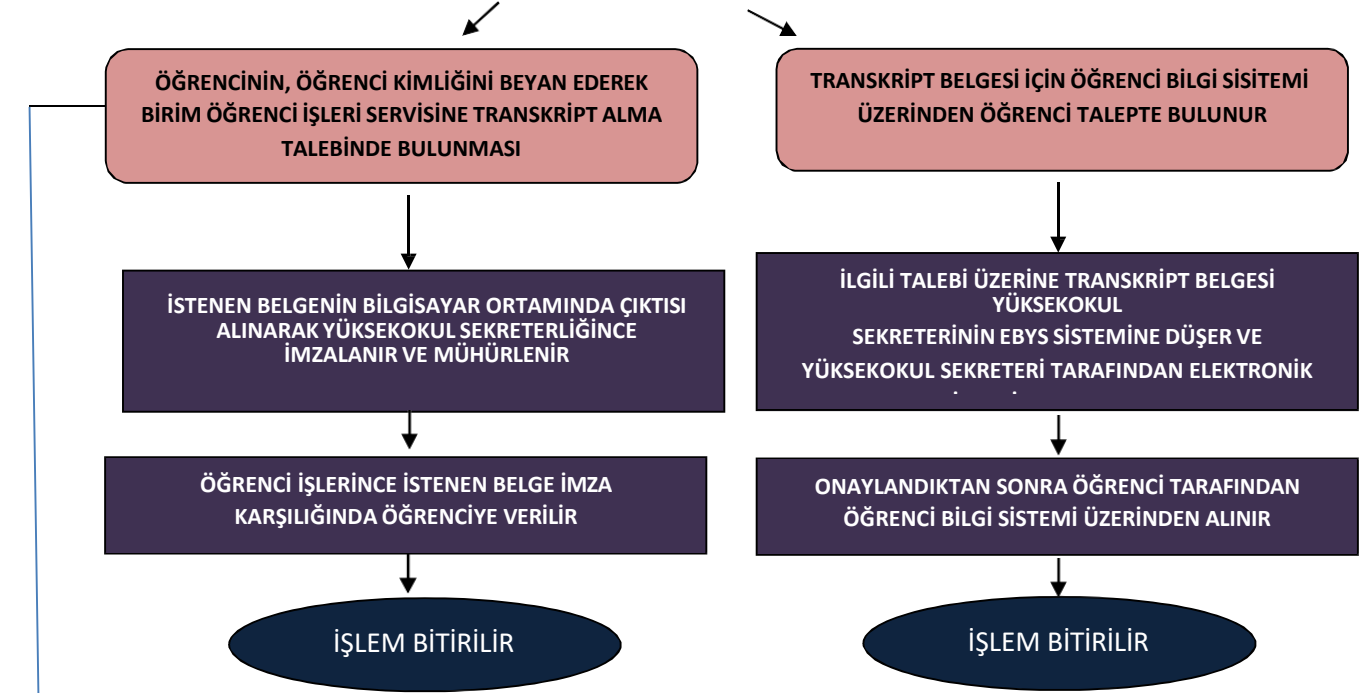 ÖĞRENCİNİN, ÖĞRENCİ KİMLİĞİNİ BEYAN EDEREK
BİRİM ÖĞRENCİ İŞLERİ SERVİSİNE TRANSKRİPT ALMA
TALEBİNDE BULUNMASI
İSTENEN BELGENİN BİLGİSAYAR ORTAMINDA ÇIKTISI
ALINARAK YÜKSEKOKUL SEKRETERLİĞİNCE
İMZALANIR VE MÜHÜRLENİR
ÖĞRENCİ İŞLERİNCE İSTENEN BELGE İMZA
KARŞILIĞINDA ÖĞRENCİYE VERİLİR
İŞLEM BİTİRİLİR
TRANSKRİPT BELGESİ İÇİN ÖĞRENCİ BİLGİ SİSİTEMİ
ÜZERİNDEN ÖĞRENCİ TALEPTE BULUNUR
İLGİLİ TALEBİ ÜZERİNE TRANSKRİPT BELGESİ
YÜKSEKOKUL
SEKRETERİNİN EBYS SİSTEMİNE DÜŞER VE
YÜKSEKOKUL SEKRETERİ TARAFINDAN ELEKTRONİK
ONAYLANDIKTAN SONRA ÖĞRENCİ TARAFINDAN
ÖĞRENCİ BİLGİ SİSTEMİ ÜZERİNDEN ALINIR
İŞLEM BİTİRİLİR